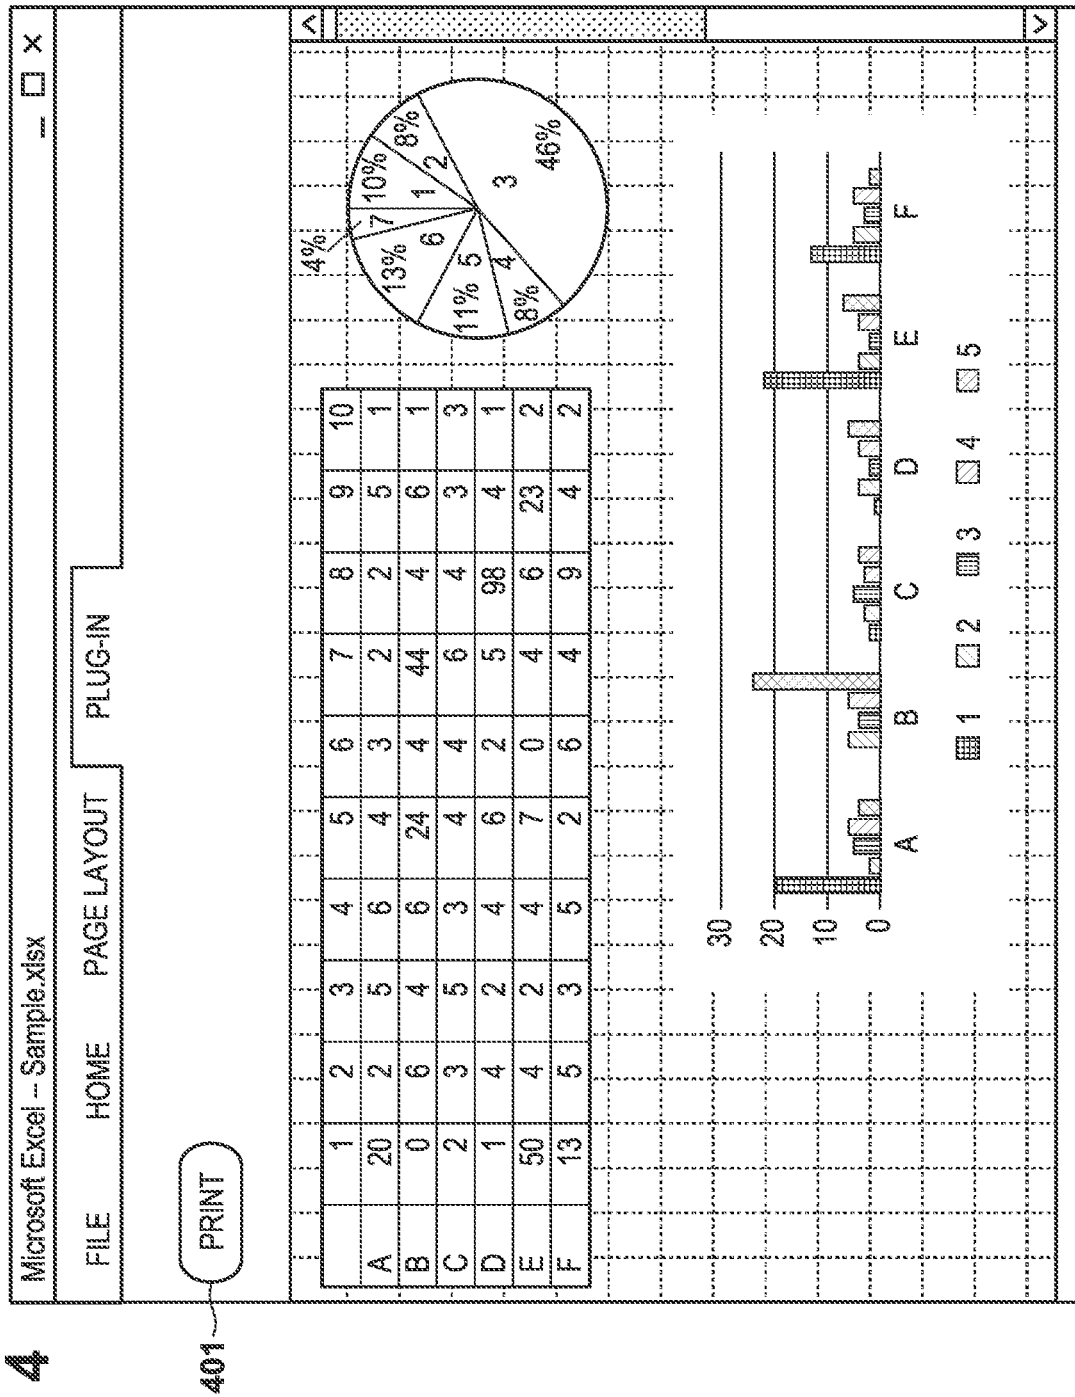 4
Microsoft Excel – Sample.xlsx
FILE HOME PAGE LAYOUT PLUG-IN
401
PRINT
1 2 3 4 5 6 7 8 9 10
A 20 2 5 6 4 3 2 2 5 1
B 0 6 4 6 24 4 44 4 6 1
C 2 3 5 3 4 4 6 4 3 3
D 1 4 2 4 6 2 5 98 4 1
E 50 4 2 4 7 0 4 6 23 2
F 13 5 3 5 2 6 4 9 4 2
4%
7
10%
1
8%
2
13%
6
11%
5
8%
4
3
46%
30
20
10
0
A B C D E F
1 2 3 4 5